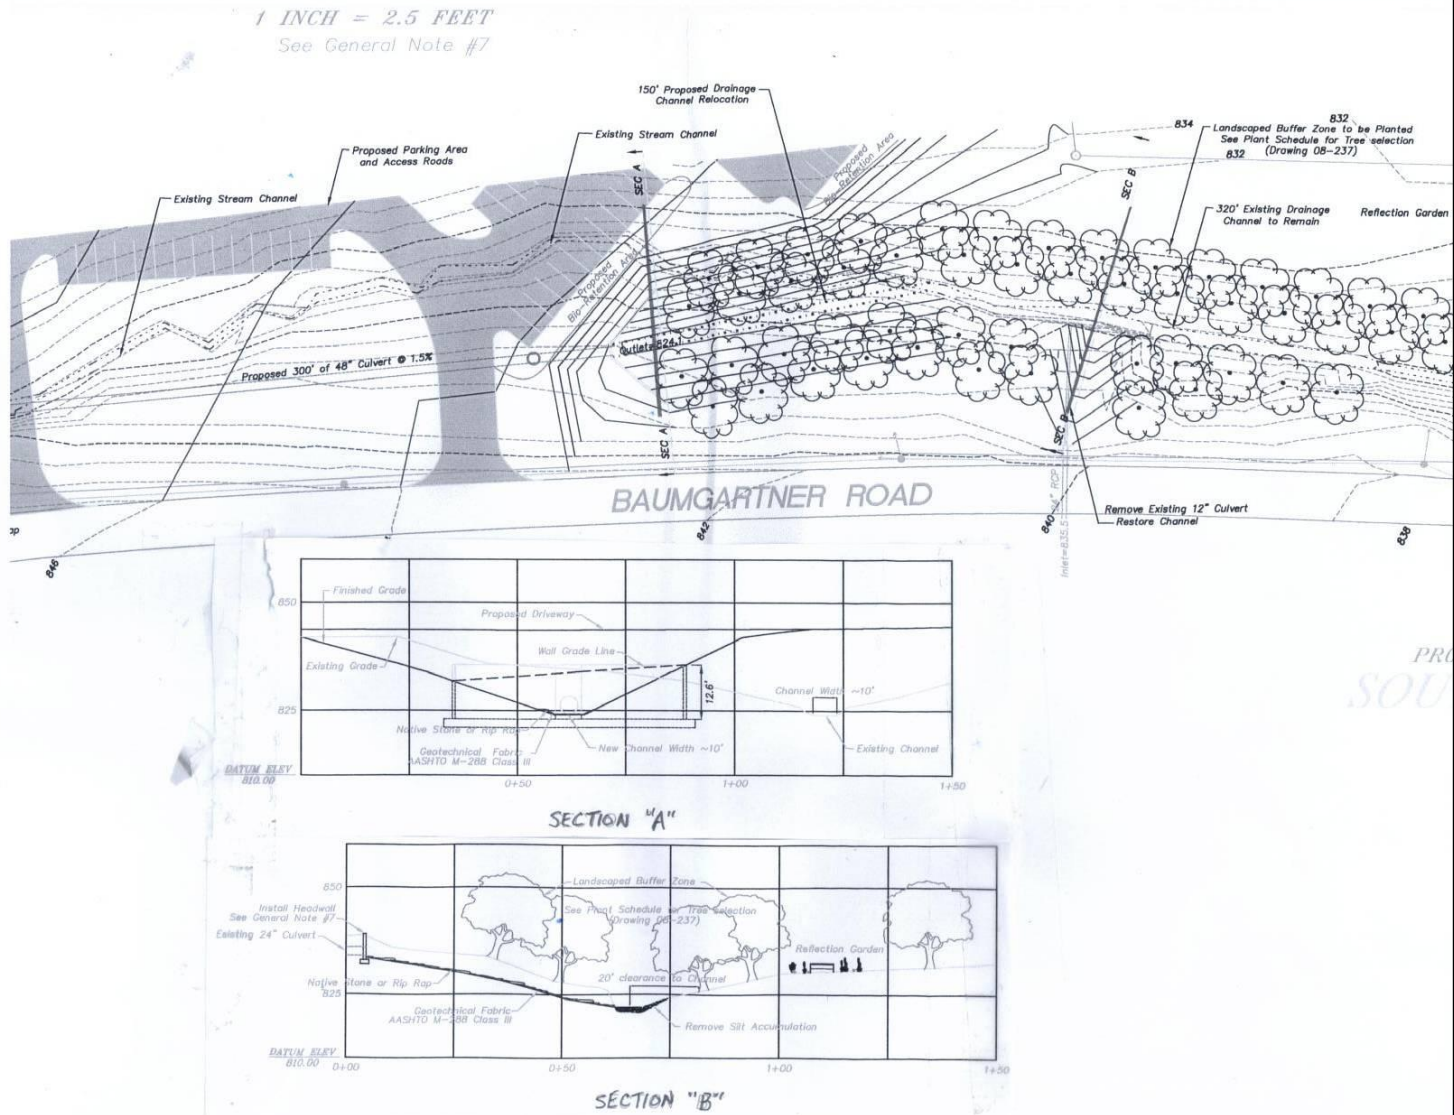 1 INCH = 2.5 FEET
See General Note #7
150' Proposed Drainage
Channel Relocation
Existing Stream Channel
Proposed Parking Area
and Access Roads
Existing Stream Channel
SEC A
Proposed
Bio-Retention Area
834
832
Landscaped Buffer Zone to be Planted
See Plant Schedule for Tree selection
(Drawing 08-237)
832
SEC B
320' Existing Drainage
Channel to Remain
Reflection Garden
Proposed
Bio-Retention Area
Outlet=824.1
Proposed 300' of 48" Culvert @ 1.5%
SEC A
SEC B
BAUMGARTNER ROAD
RCP
Remove Existing 12" Culvert
Restore Channel
op
846
842
840
838
Inlet=835.5
Finished Grade
850
Proposed Driveway
Wall Grade Line
Existing Grade
12.6'
Channel Width ~10'
825
Native Stone or Rip Rap
Geotechnical Fabric
AASHTO M-288 Class III
New Channel Width ~10'
Existing Channel
DATUM ELEV
810.00
0+50
1+00
1+50
SECTION "A"
PRO
SOU
850
Landscaped Buffer Zone
Install Headwall
See General Note #7
See Plant Schedule for Tree Selection
(Drawing 08-237)
Existing 24" Culvert
Reflection Garden
Native Stone or Rip Rap
20' clearance to Channel
825
Geotechnical Fabric
AASHTO M-288 Class III
Remove Silt Accumulation
DATUM ELEV
810.00
0+00
0+50
1+00
1+50
SECTION "B"